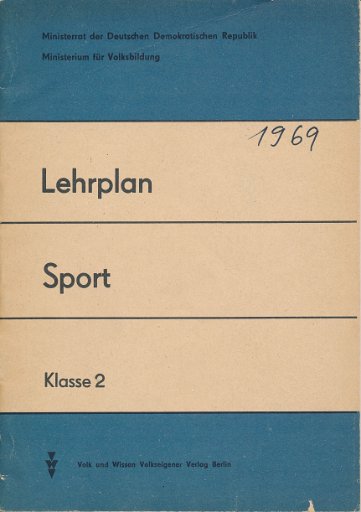 Ministerrat der Deutschen Demokratischen Republik
Ministerium für Volksbildung
1969
Lehrplan
Sport
Klasse 2
Volk und Wissen Volkseigener Verlag Berlin